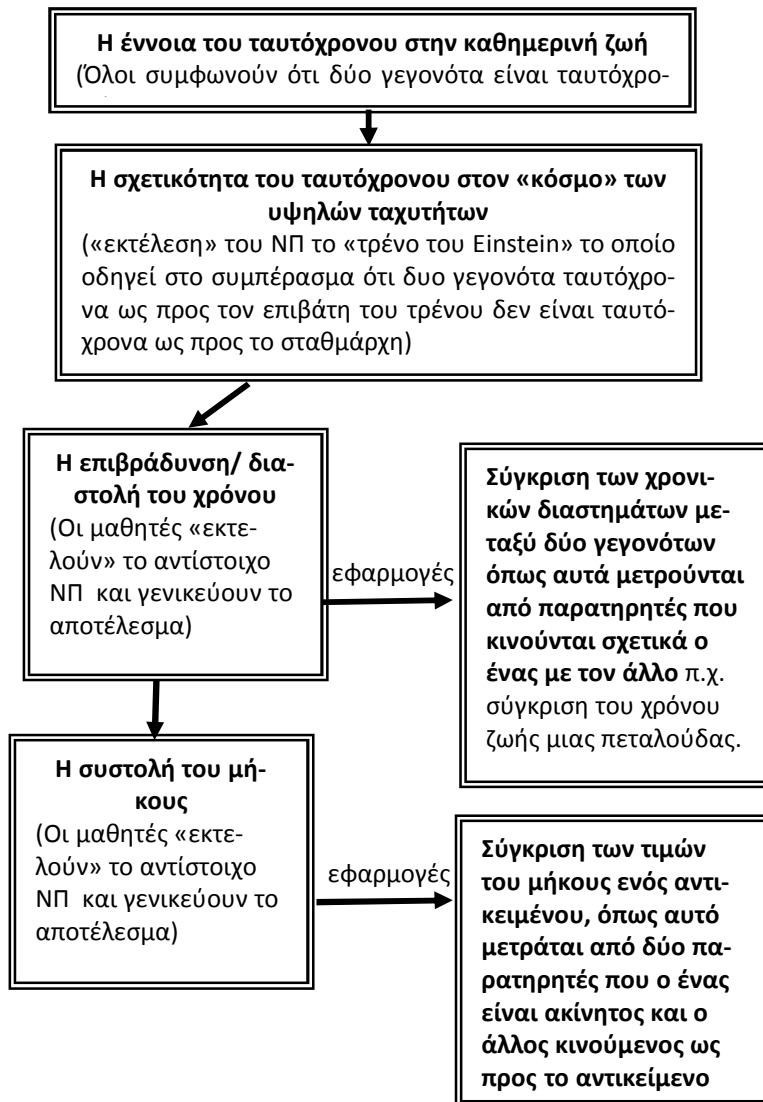 Η έννοια του ταυτόχρονου στην καθημερινή ζωή
(Όλοι συμφωνούν ότι δύο γεγονότα είναι ταυτόχρο-
Η σχετικότητα του ταυτόχρονου στον «κόσμο» των
υψηλών ταχυτήτων
(«εκτέλεση» του ΝΠ το «τρένο του Einstein» το οποίο
οδηγεί στο συμπέρασμα ότι δυο γεγονότα ταυτόχρο-
να ως προς τον επιβάτη του τρένου δεν είναι ταυτό-
χρονα ως προς το σταθμάρχη)
Η επιβράδυνση/ δια-
στολή του χρόνου
(Οι μαθητές «εκτε-
λούν» το αντίστοιχο
ΝΠ και γενικεύουν το
αποτέλεσμα)
εφαρμογές
Σύγκριση των χρονι-
κών διαστημάτων με-
ταξύ δύο γεγονότων
όπως αυτά μετρούνται
από παρατηρητές που
κινούνται σχετικά ο
ένας με τον άλλο π.χ.
σύγκριση του χρόνου
ζωής μιας πεταλούδας.
Η συστολή του μή-
κους
(Οι μαθητές «εκτε-
λούν» το αντίστοιχο
ΝΠ και γενικεύουν το
αποτέλεσμα)
εφαρμογές
Σύγκριση των τιμών
του μήκους ενός αντι-
κειμένου, όπως αυτό
μετράται από δύο πα-
ρατηρητές που ο ένας
είναι ακίνητος και ο
άλλος κινούμενος ως
προς το αντικείμενο